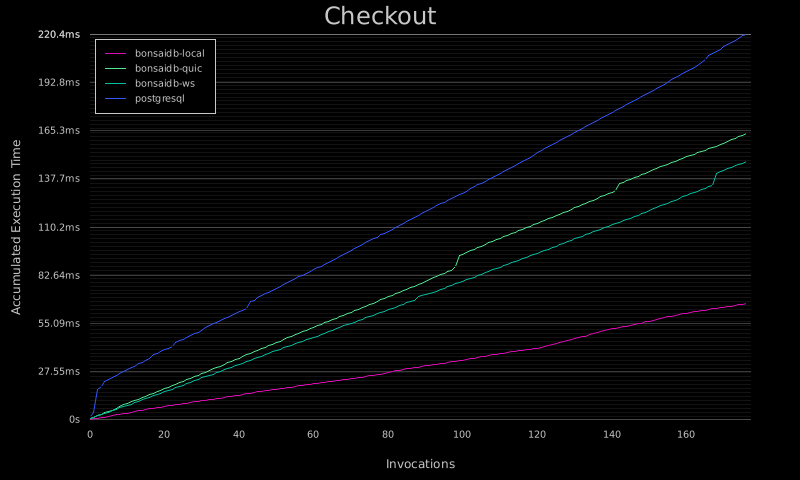 Checkout
220.4ms
192.8ms
165.3ms
137.7ms
110.2ms
82.64ms
55.09ms
27.55ms
0s
bonsaidb-local
bonsaidb-quic
bonsaidb-ws
postgresql
Accumulated Execution Time
0 20 40 60 80 100 120 140 160
Invocations